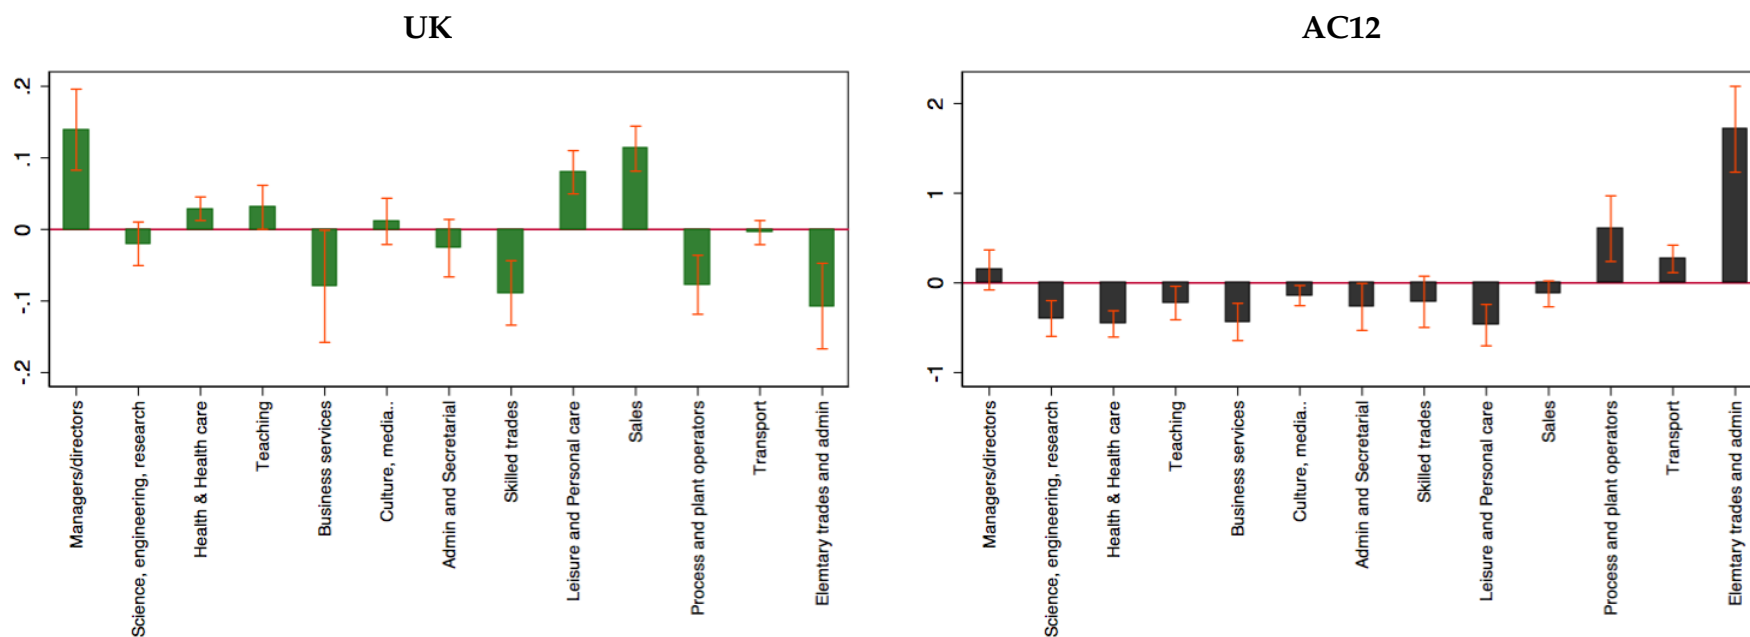 UK
.2
.1
0
-.1
-.2
Managers/directors
Science, engineering, research
Health & Health care
Teaching
Business services
Culture, media..
Admin and Secretarial
Skilled trades
Leisure and Personal care
Sales
Process and plant operators
Transport
Elemtary trades and admin
AC12
2
1
0
-1
Managers/directors
Science, engineering, research
Health & Health care
Teaching
Business services
Culture, media..
Admin and Secretarial
Skilled trades
Leisure and Personal care
Sales
Process and plant operators
Transport
Elemtary trades and admin